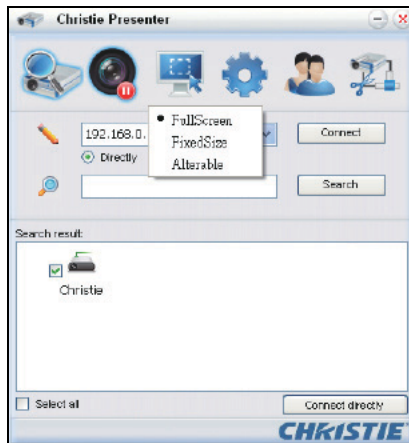 Christie Presenter
FullScreen
FixedSize
Alterable
192.168.0.
Connect
Directly
Search
Search result:
Christie
Select all
Connect directly
CHRISTIE